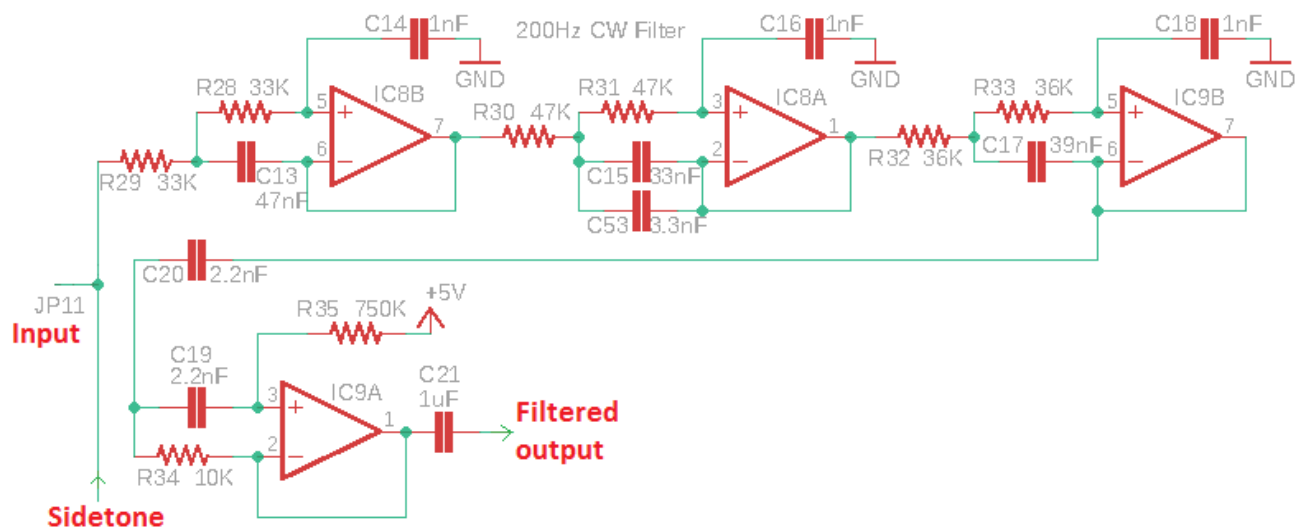 C14 1nF
200Hz CW Filter
C16 1nF
C18 1nF
GND
GND
GND
R28 33K
5
IC8B
7
6
R29 33K
C13
47nF
R30 47K
R31 47K
3
IC8A
1
2
C15 33nF
C53 3.3nF
R32 36K
R33 36K
5
IC9B
7
6
C17 39nF
C20 2.2nF
JP11
Input
R35 750K
+5V
C19
2.2nF
3
IC9A
1
2
C21
1uF
Filtered
output
R34 10K
Sidetone